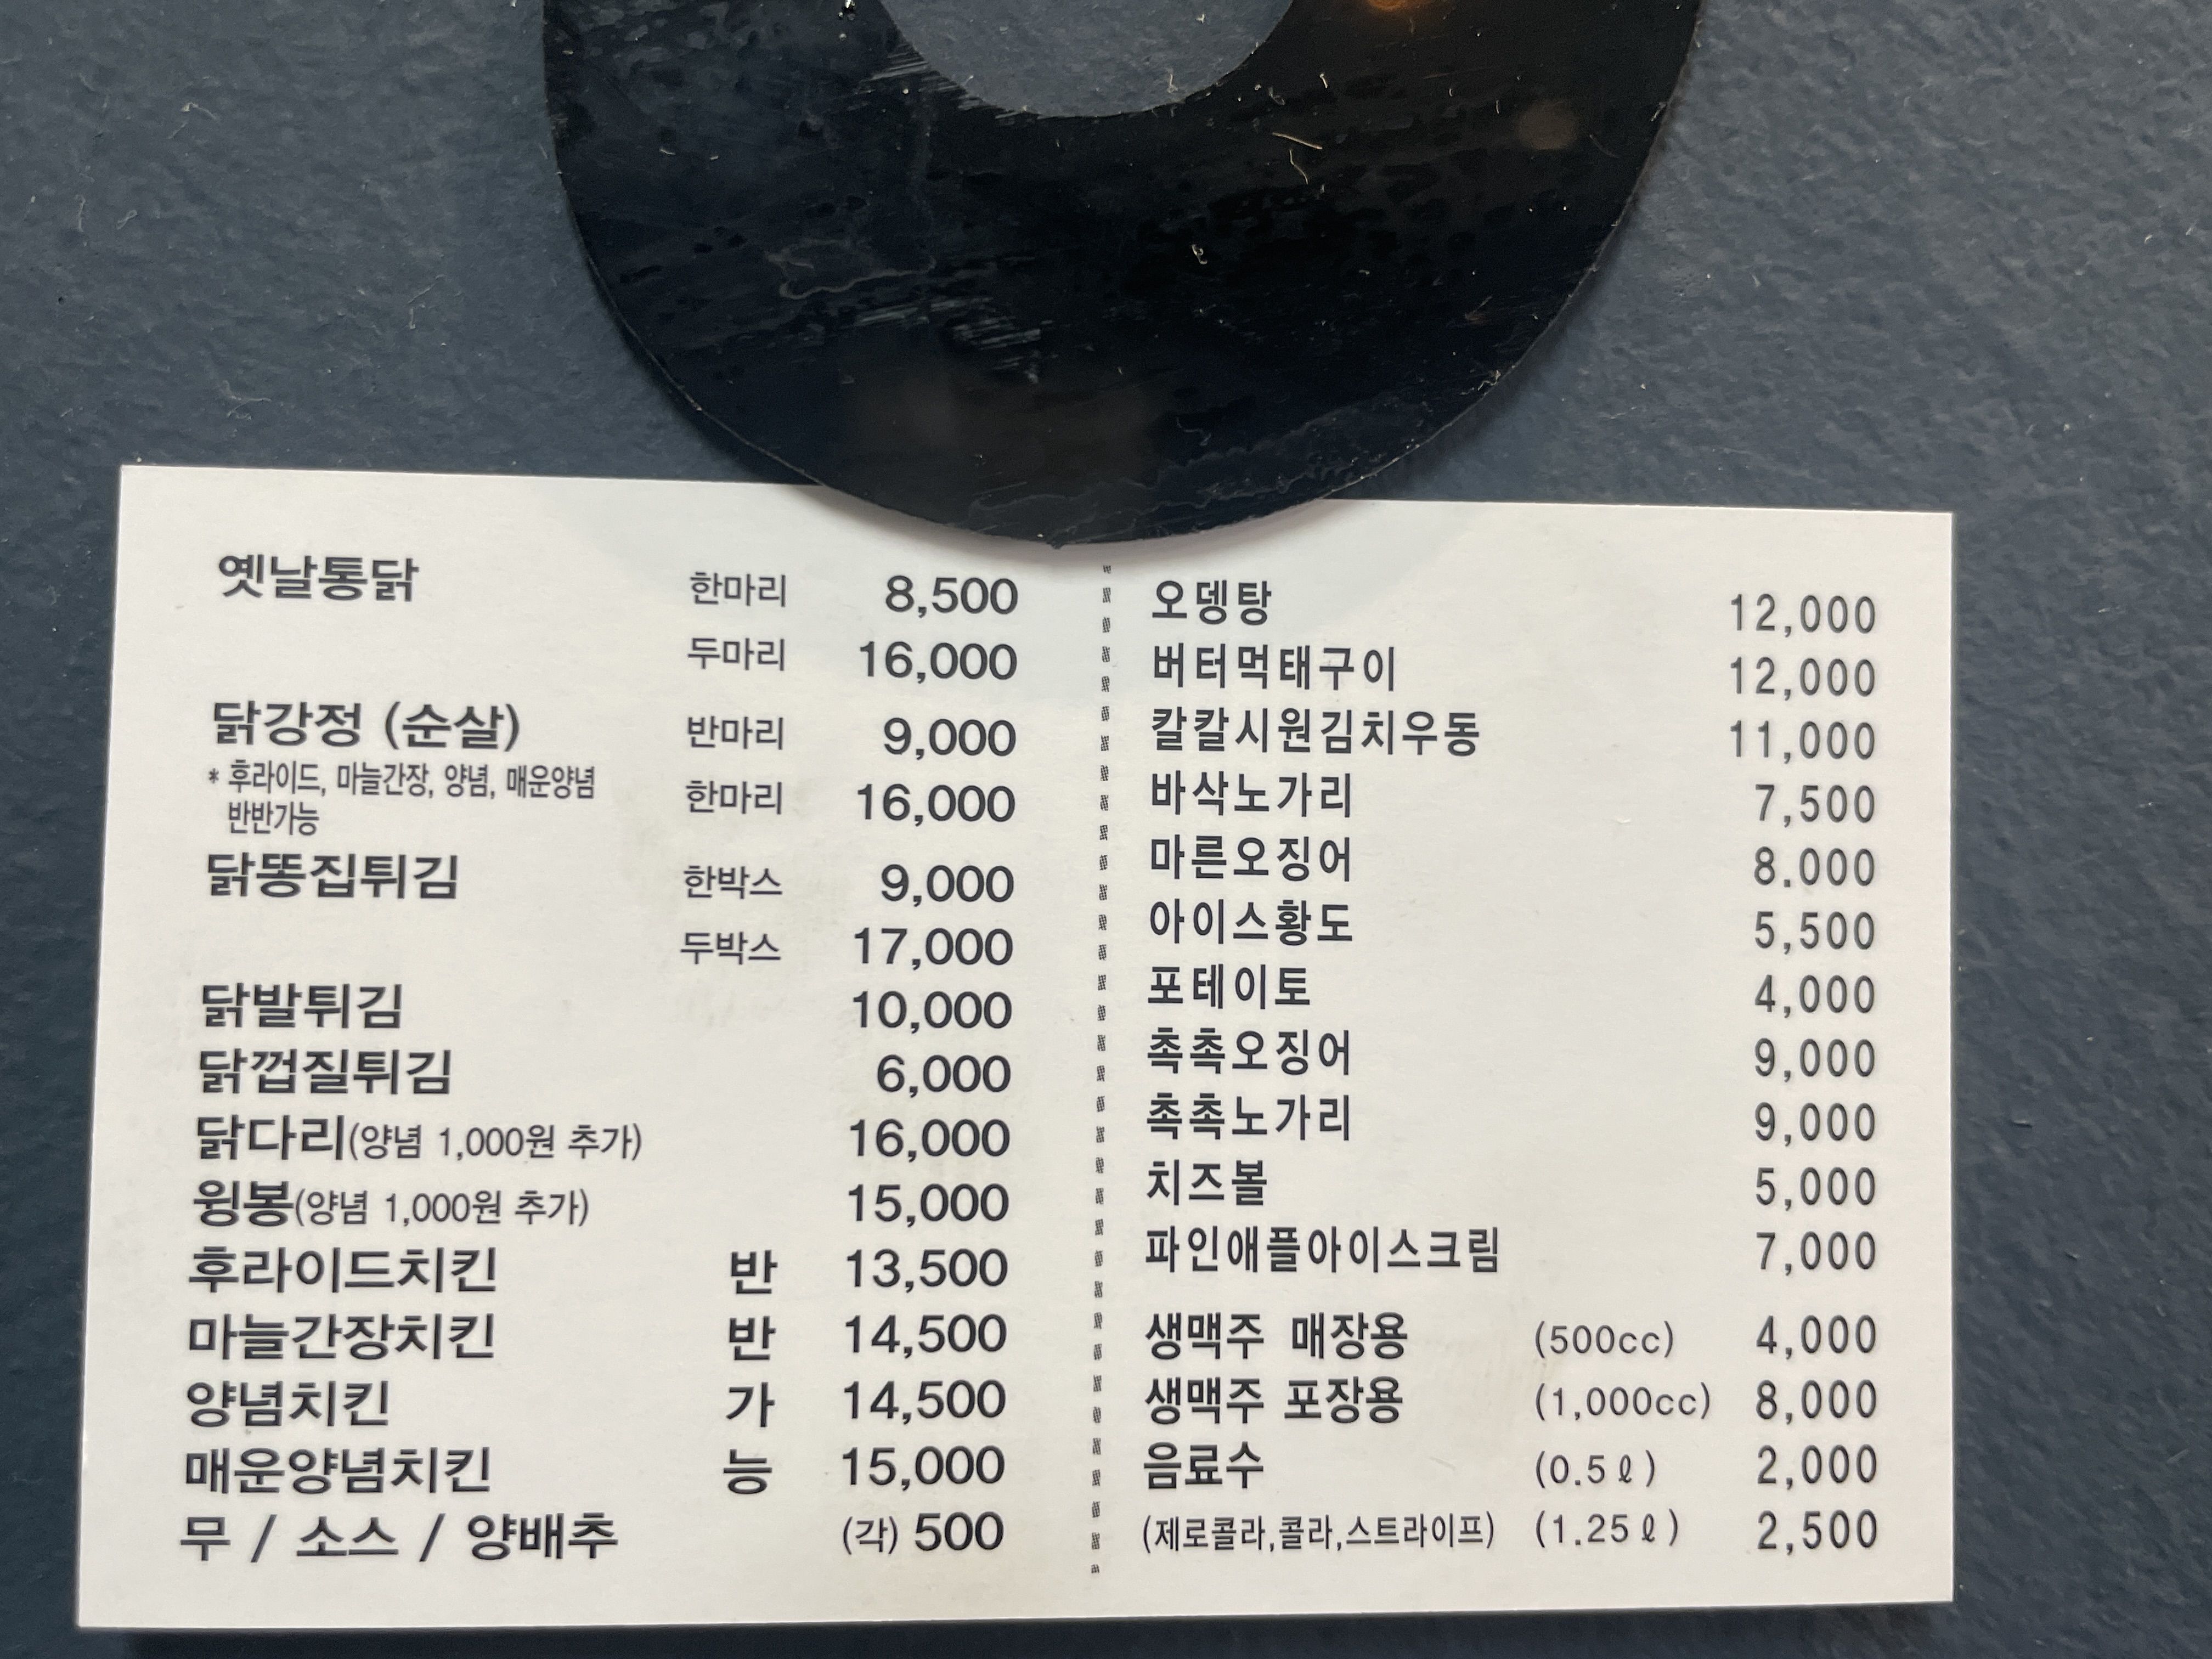 옛날통닭 한마리 8,500
두마리 16,000
닭강정 (순살) 반마리 9,000
* 후라이드, 마늘간장, 양념, 매운양념 한마리 16,000
반반가능
닭똥집튀김 한박스 9,000
두박스 17,000
닭발튀김 10,000
닭껍질튀김 6,000
닭다리(양념 1,000원 추가) 16,000
윙봉(양념 1,000원 추가) 15,000
후라이드치킨 반 13,500
마늘간장치킨 반 14,500
양념치킨 가 14,500
매운양념치킨 능 15,000
무 / 소스 / 양배추 (각) 500
오뎅탕 12,000
버터먹태구이 12,000
칼칼시원김치우동 11,000
바삭노가리 7,500
마른오징어 8.000
아이스황도 5,500
포테이토 4,000
촉촉오징어 9,000
촉촉노가리 9,000
치즈볼 5,000
파인애플아이스크림 7,000
생맥주 매장용 (500cc) 4,000
생맥주 포장용 (1,000cc) 8,000
음료수 (0.5ℓ) 2,000
(제로콜라,콜라,스트라이프) (1.25ℓ) 2,500